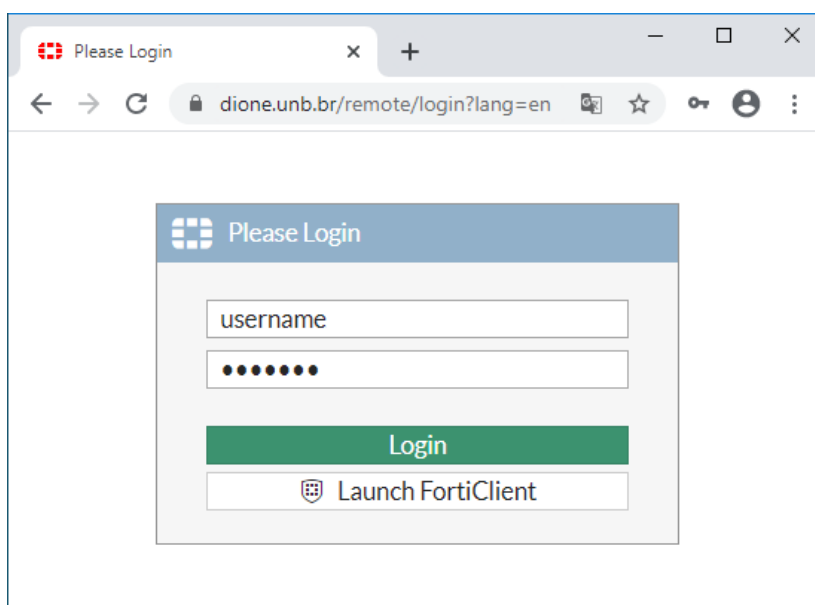 Please Login
dione.unb.br/remote/login?lang=en
Please Login
username
Login
Launch FortiClient